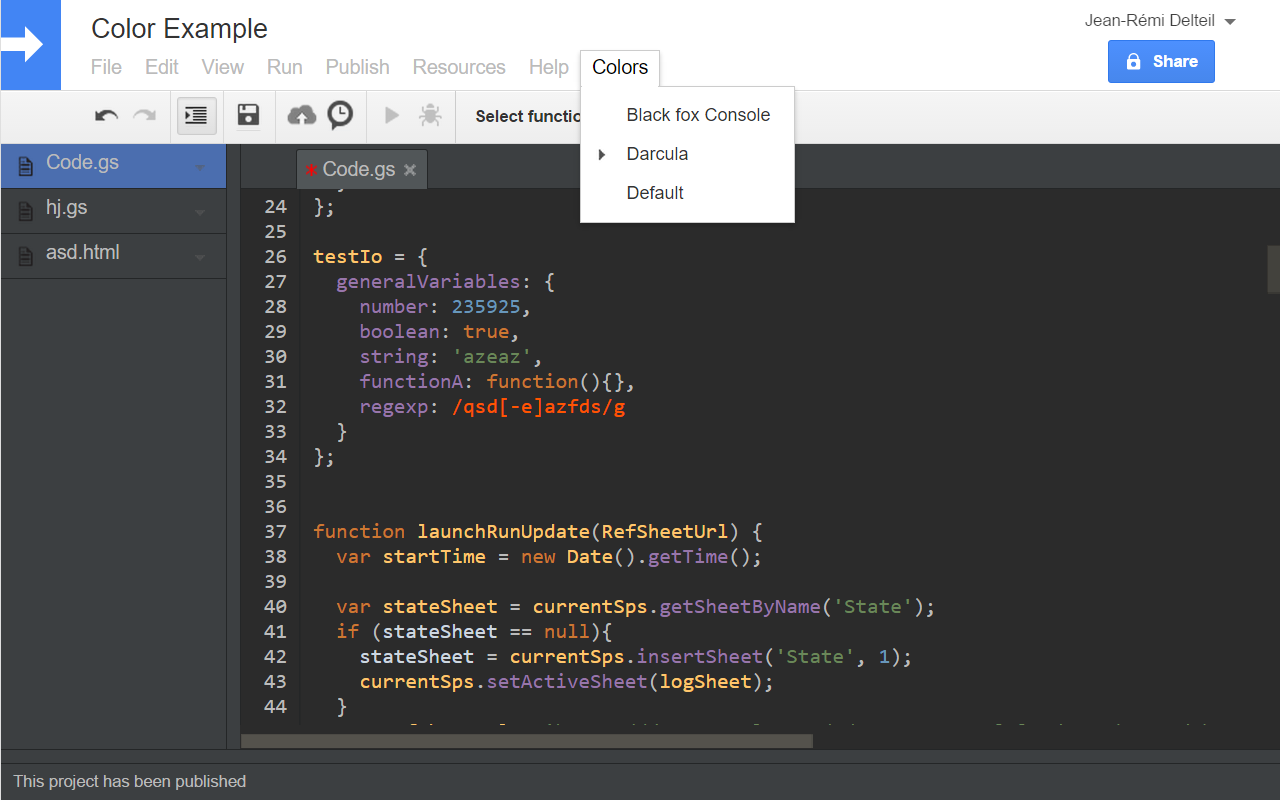 Color Example
Jean-Rémi Delteil
File Edit View Run Publish Resources Help Colors
Share
Select functio
Black fox Console
Darcula
Default
Code.gs
hj.gs
asd.html
* Code.gs ×
24 };
25
26 testIo = {
27 generalVariables: {
28 number: 235925,
29 boolean: true,
30 string: 'azeaz',
31 functionA: function(){},
32 regexp: /qsd[-e]azfds/g
33 }
34 };
35
36
37 function launchRunUpdate(RefSheetUrl) {
38 var startTime = new Date().getTime();
39
40 var stateSheet = currentSps.getSheetByName('State');
41 if (stateSheet == null){
42 stateSheet = currentSps.insertSheet('State', 1);
43 currentSps.setActiveSheet(logSheet);
44 }
This project has been published